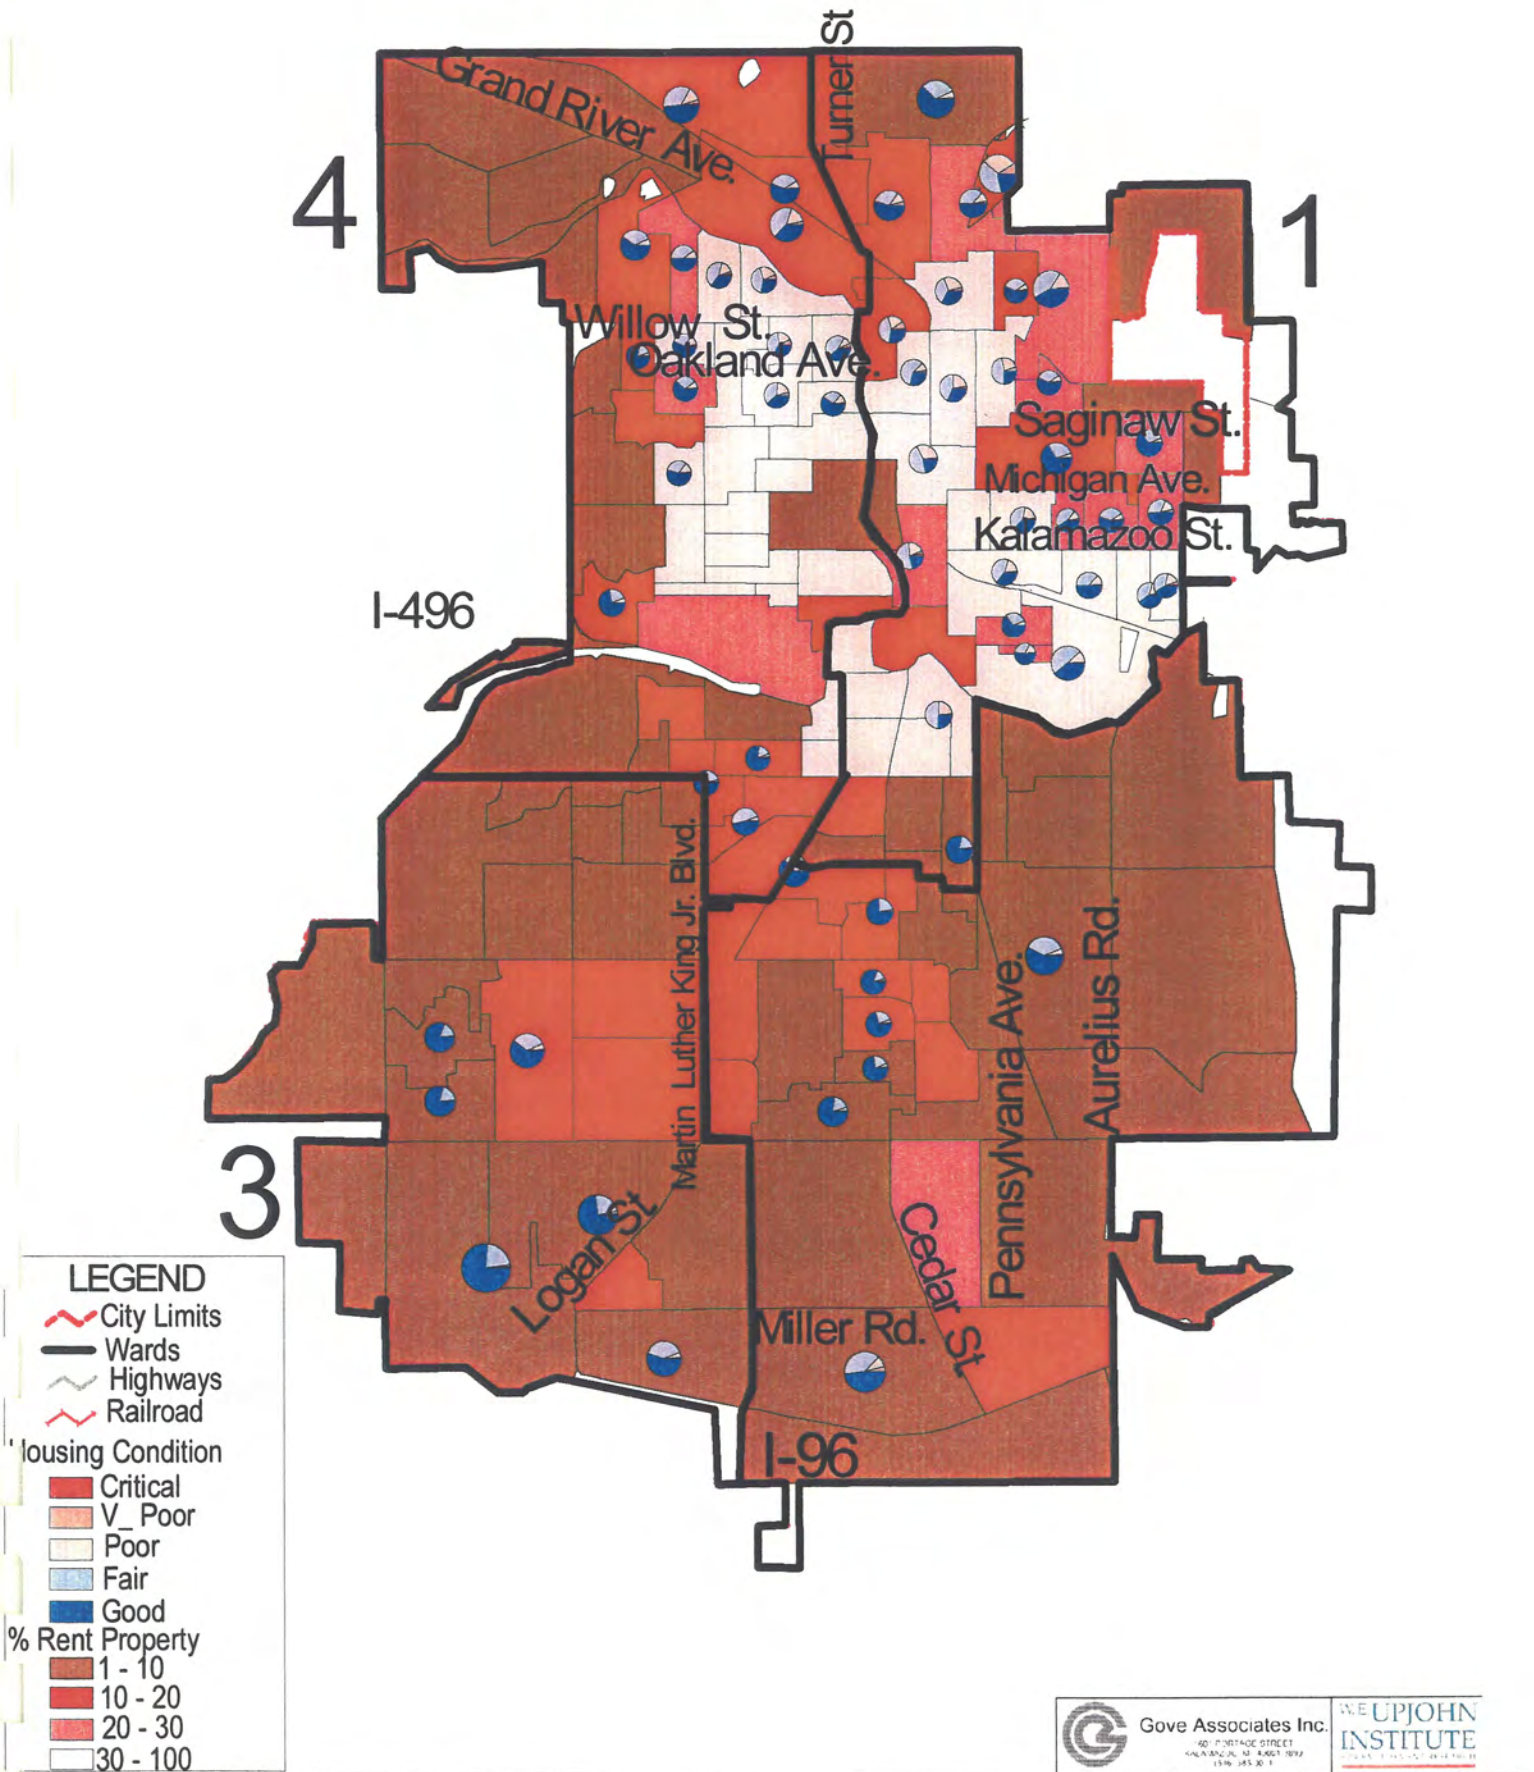 Turner St
Grand River Ave.
4
1
Willow St.
Oakland Ave.
Saginaw St.
Michigan Ave.
Kalamazoo St.
I-496
Martin Luther King Jr. Blvd.
Pennsylvania Ave.
Aurelius Rd.
3
Logan St
Cedar St
Miller Rd.
I-96
LEGEND
City Limits
Wards
Highways
Railroad
Housing Condition
Critical
V_ Poor
Poor
Fair
Good
% Rent Property
1 - 10
10 - 20
20 - 30
30 - 100
Gove Associates Inc.
W.E UPJOHN
INSTITUTE